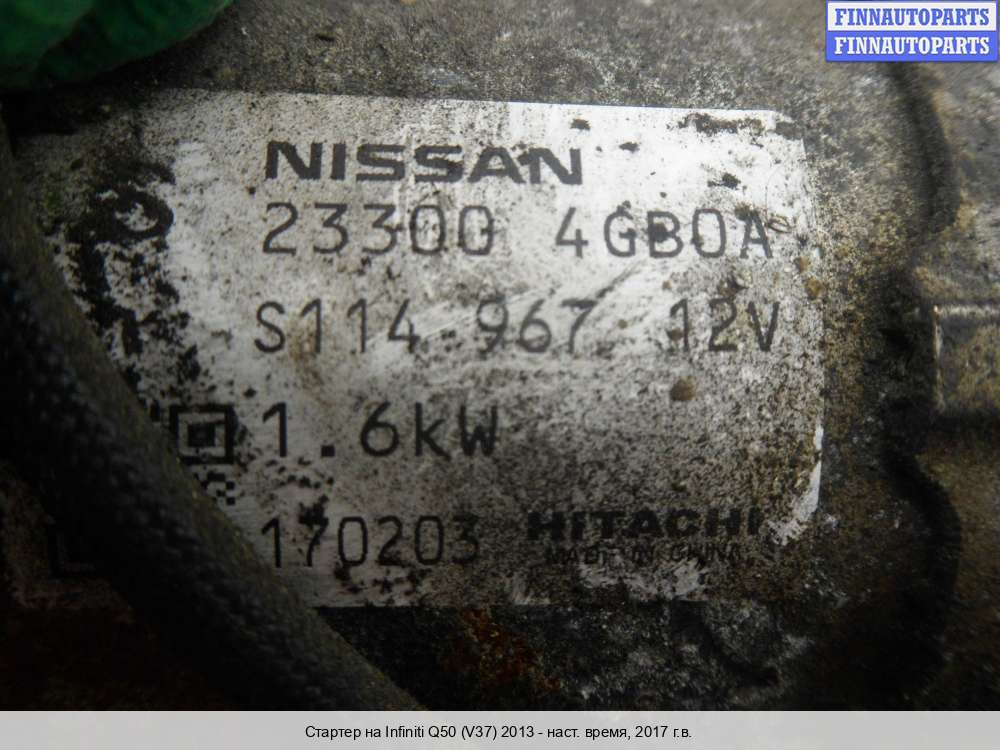 FINNAUTOPARTS
FINNAUTOPARTS
NISSAN
23300 4GB0A
S114 967 12V
1.6kW
170203 HITACHI
MADE IN CHINA
Стартер на Infiniti Q50 (V37) 2013 - наст. время, 2017 г.в.